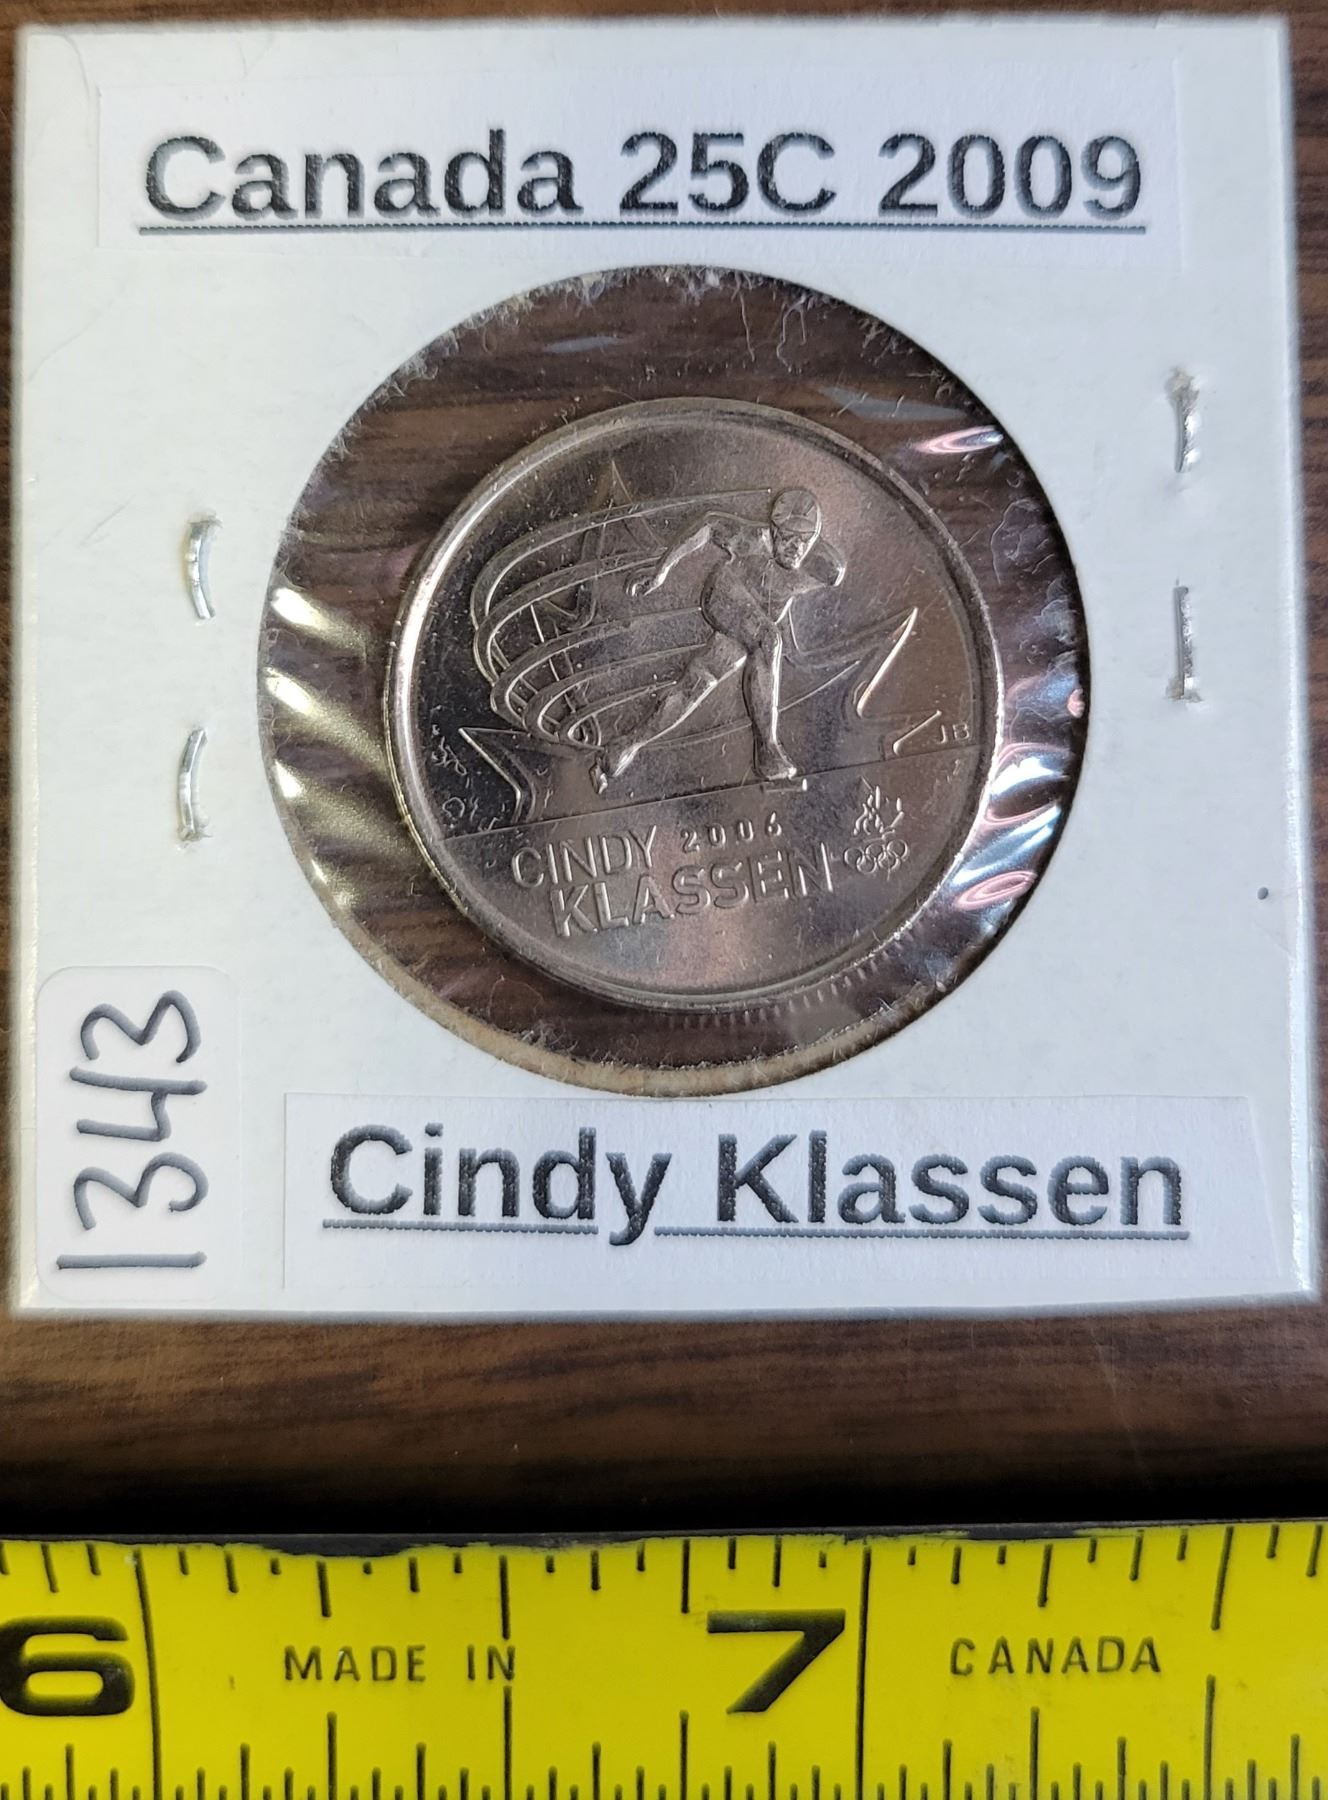 Canada 25C 2009
JB
CINDY 2006
KLASSEN
1343
Cindy Klassen
6 MADE IN 7 CANADA